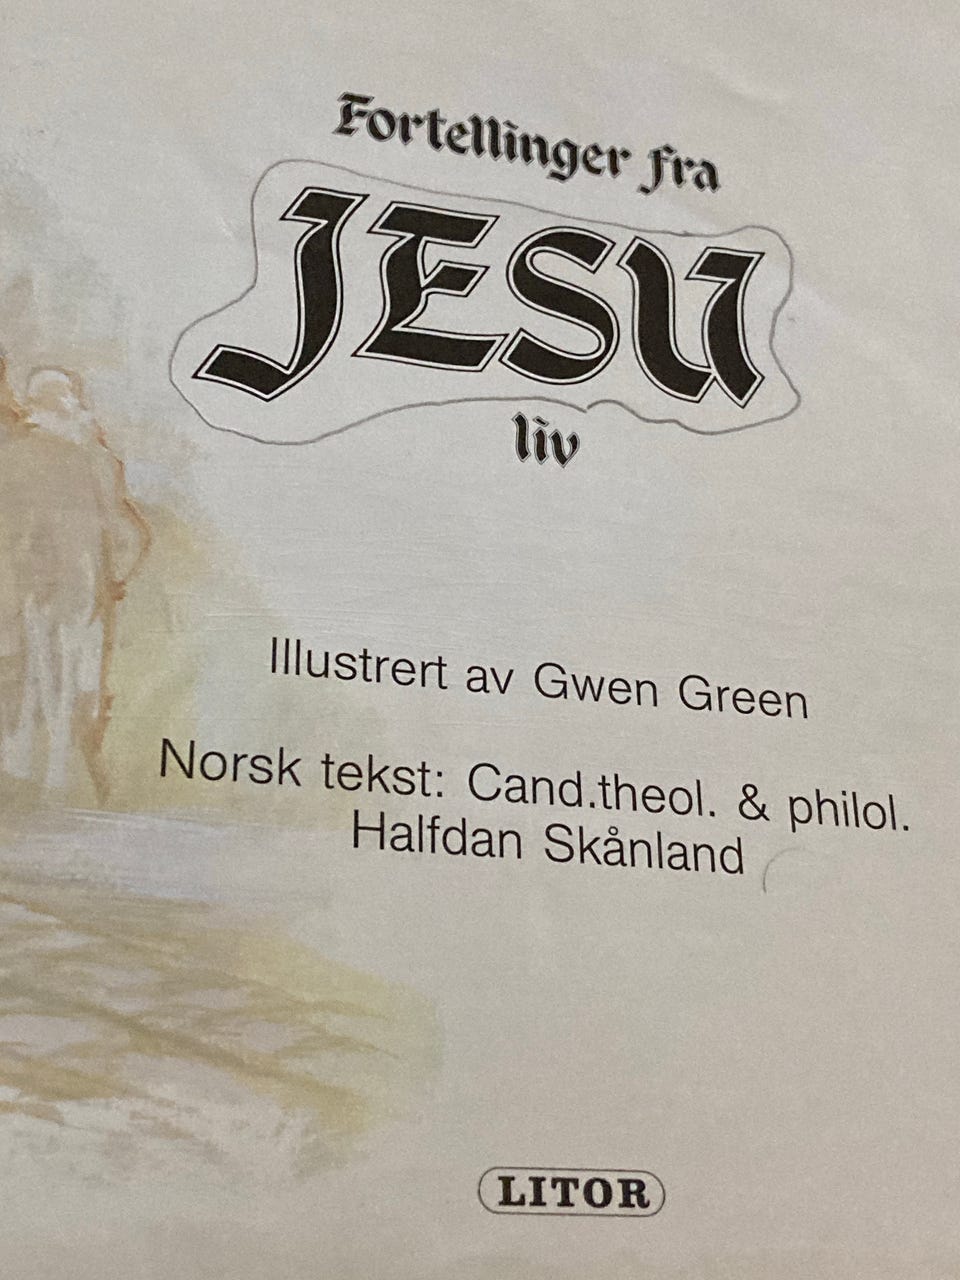 Fortellinger fra
JESU
liv
Illustrert av Gwen Green
Norsk tekst: Cand.theol. & philol.
Halfdan Skånland
LITOR